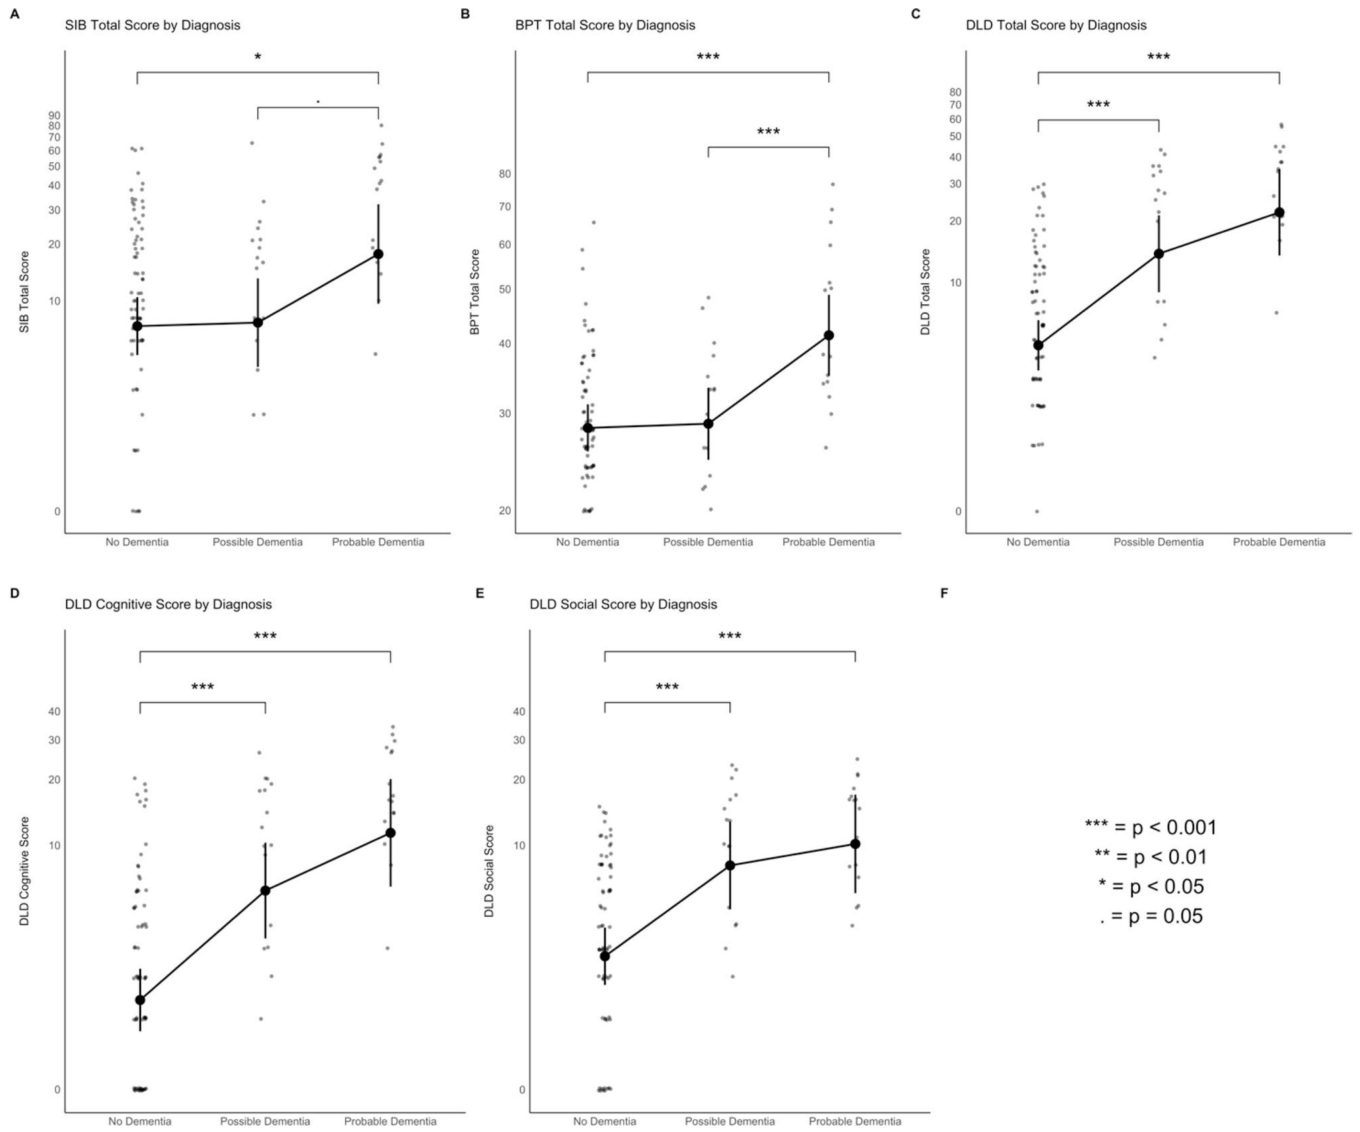 A
SIB Total Score by Diagnosis
*
.
90
80
70
60
50
40
30
20
10
0
SIB Total Score
No Dementia
Possible Dementia
Probable Dementia
B
BPT Total Score by Diagnosis
***
***
80
70
60
50
40
30
20
BPT Total Score
No Dementia
Possible Dementia
Probable Dementia
C
DLD Total Score by Diagnosis
***
***
80
70
60
50
40
30
20
10
0
DLD Total Score
No Dementia
Possible Dementia
Probable Dementia
D
DLD Cognitive Score by Diagnosis
***
***
40
30
20
10
0
DLD Cognitive Score
No Dementia
Possible Dementia
Probable Dementia
E
DLD Social Score by Diagnosis
***
***
40
30
20
10
0
DLD Social Score
No Dementia
Possible Dementia
Probable Dementia
F
*** = p < 0.001
** = p < 0.01
* = p < 0.05
. = p = 0.05